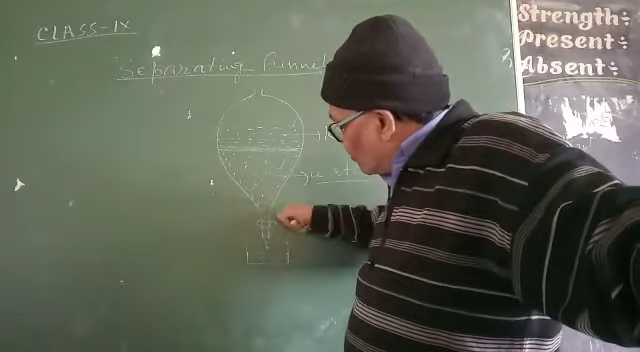 CLASS-IX
Separating Funnel
Strength:
Present:
Absent: